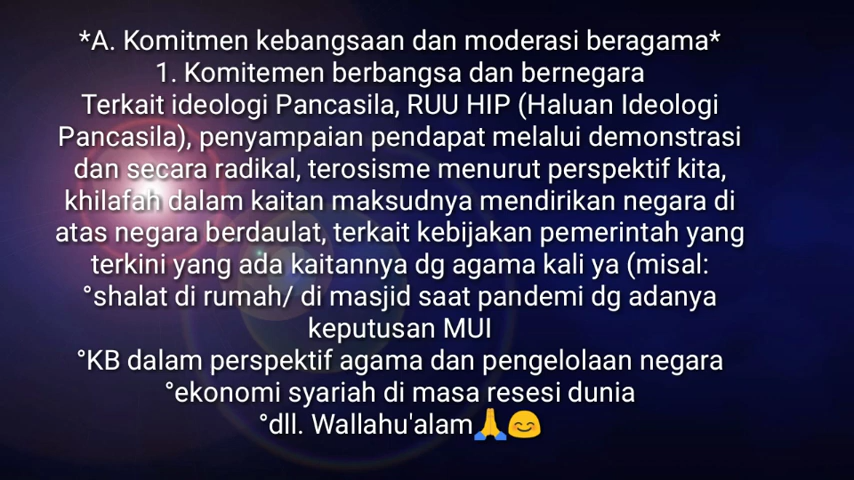 *A. Komitmen kebangsaan dan moderasi beragama*
1. Komitemen berbangsa dan bernegara
Terkait ideologi Pancasila, RUU HIP (Haluan Ideologi
Pancasila), penyampaian pendapat melalui demonstrasi
dan secara radikal, terosisme menurut perspektif kita,
khilafah dalam kaitan maksudnya mendirikan negara di
atas negara berdaulat, terkait kebijakan pemerintah yang
terkini yang ada kaitannya dg agama kali ya (misal:
°shalat di rumah/ di masjid saat pandemi dg adanya
keputusan MUI
°KB dalam perspektif agama dan pengelolaan negara
°ekonomi syariah di masa resesi dunia
°dll. Wallahu'alam🙏😊